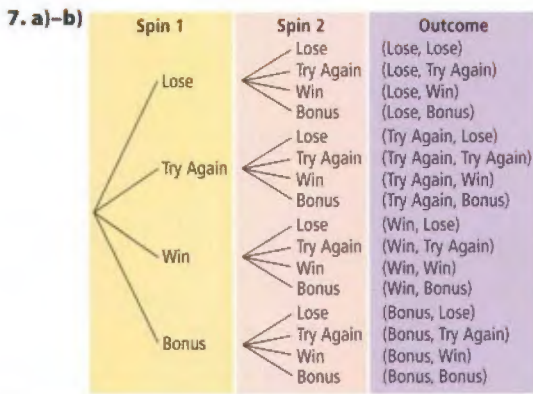 7. a)–b)
Spin 1 Spin 2 Outcome
Lose (Lose, Lose)
Lose Try Again (Lose, Try Again)
Win (Lose, Win)
Bonus (Lose, Bonus)
Lose (Try Again, Lose)
Try Again Try Again (Try Again, Try Again)
Win (Try Again, Win)
Bonus (Try Again, Bonus)
Lose (Win, Lose)
Win Try Again (Win, Try Again)
Win (Win, Win)
Bonus (Win, Bonus)
Lose (Bonus, Lose)
Bonus Try Again (Bonus, Try Again)
Win (Bonus, Win)
Bonus (Bonus, Bonus)